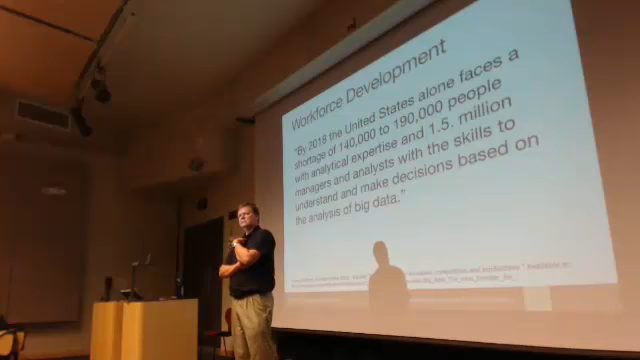 Workforce Development
"By 2018 the United States alone faces a
shortage of 140,000 to 190,000 people
with analytical expertise and 1.5. million
managers and analysts with the skills to
understand and make decisions based on
the analysis of big data."